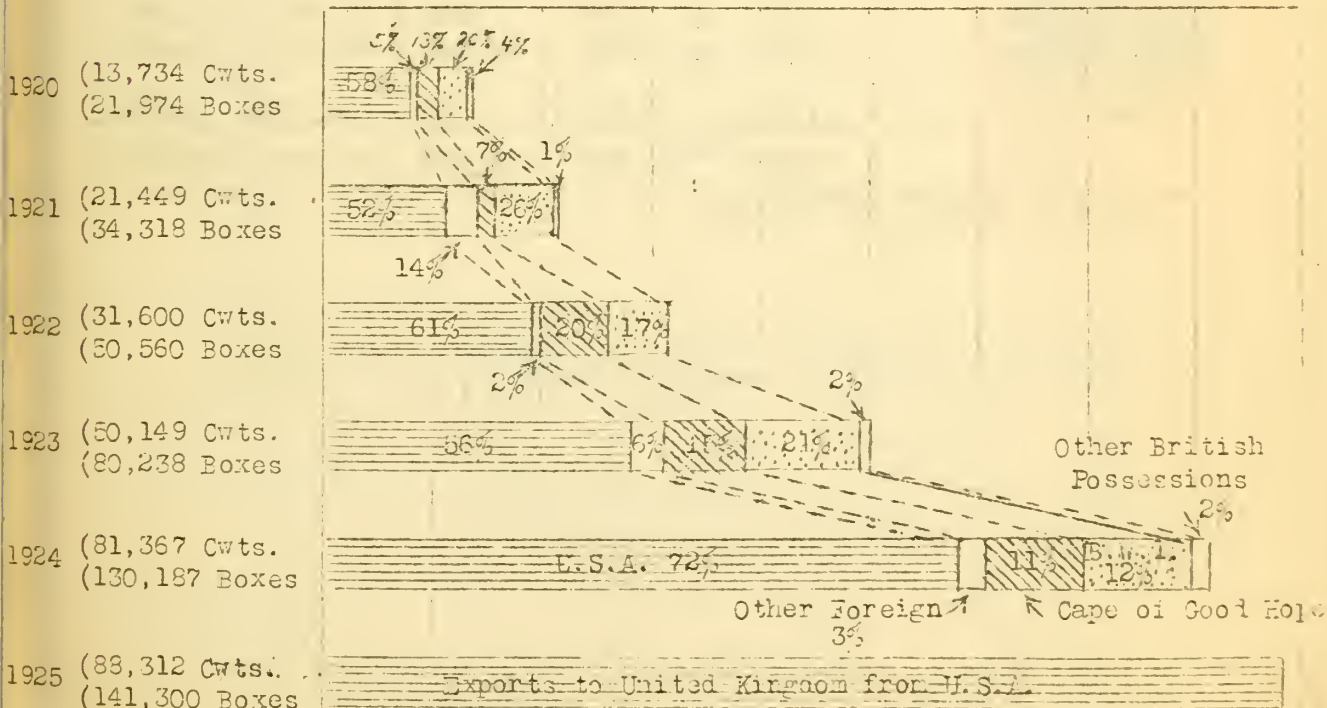 5% 13% 20% 4%
1920 (13,734 Cwts.
(21,974 Boxes
58%
7% 1%
1921 (21,449 Cwts.
(34,318 Boxes
52% 26%
14%
1922 (31,600 Cwts.
(50,560 Boxes
61% 20% 17%
2% 2%
1923 (50,149 Cwts.
(80,238 Boxes
56% 6% 21%
Other British
Possessions
2%
1924 (81,367 Cwts.
(130,187 Boxes
U.S.A. 72% 11% B.W.I.
12%
Other Foreign Cape of Good Hope
3%
1925 (88,312 Cwts.
(141,300 Boxes
Exports to United Kingdom from U.S.A.